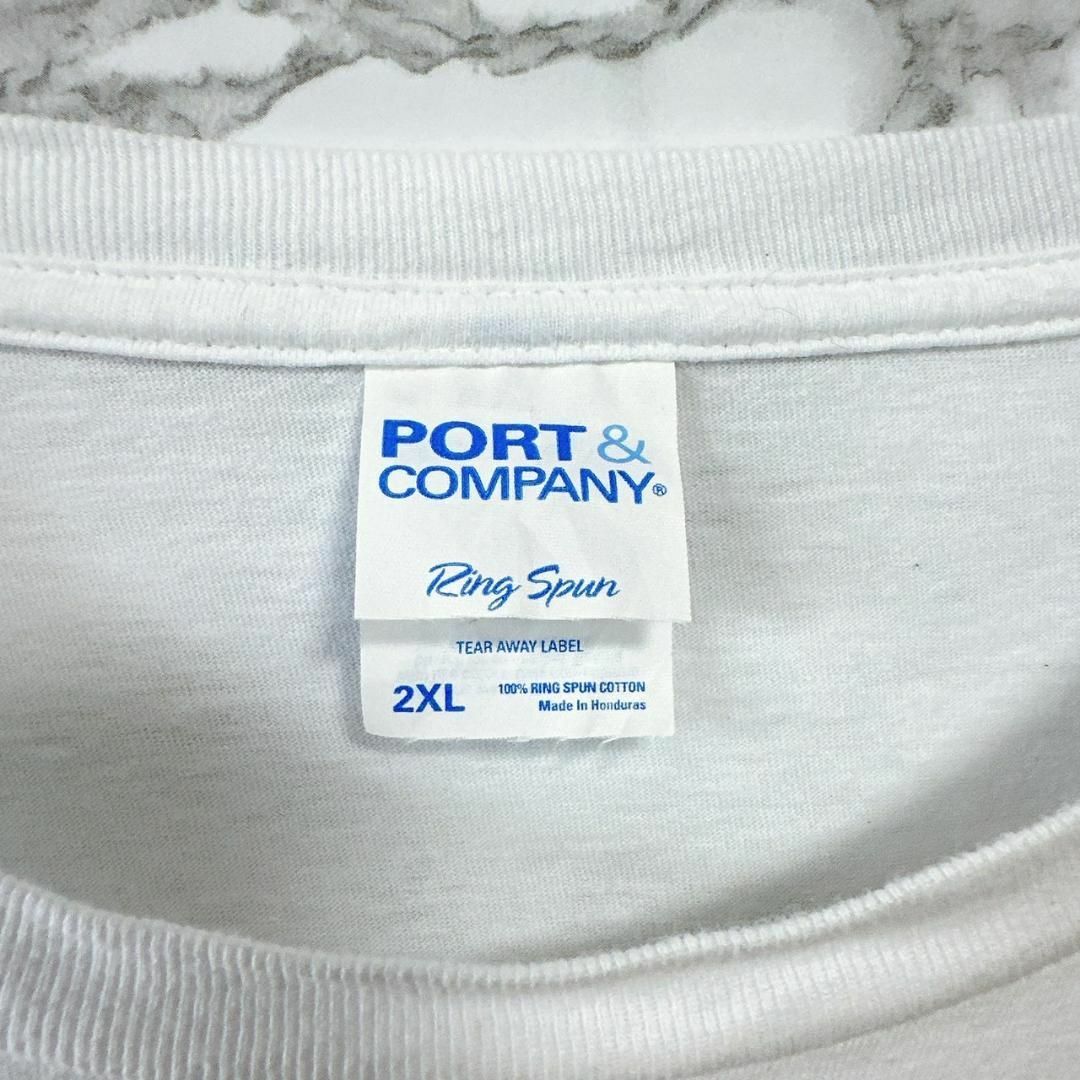 PORT &
COMPANY®
Ring Spun
TEAR AWAY LABEL
2XL
100% RING SPUN COTTON
Made In Honduras